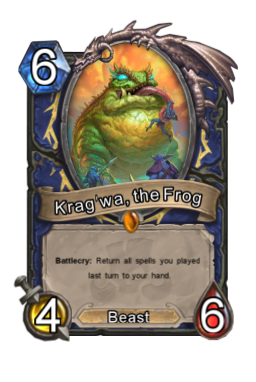 6
Krag'wa, the Frog
Battlecry: Return all spells you played
last turn to your hand.
4
Beast
6